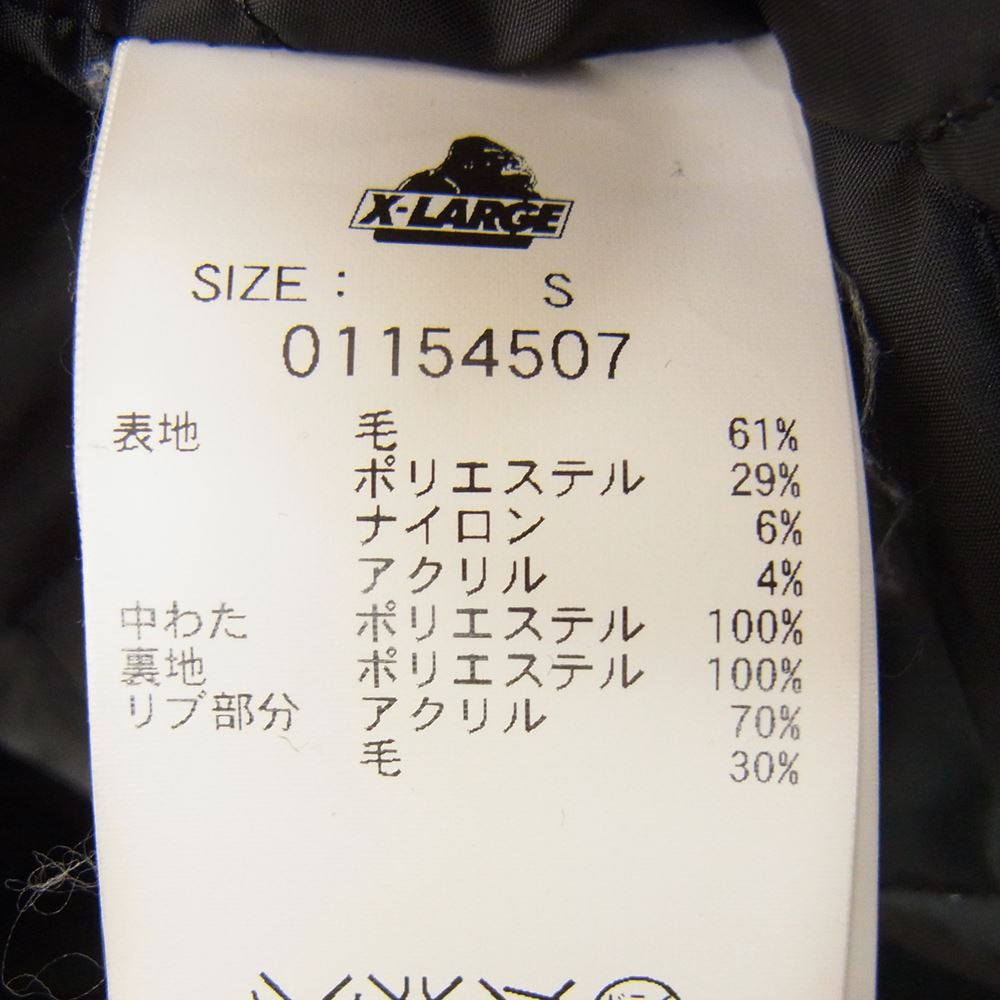 X-LARGE
SIZE : S
01154507
表地 毛 61%
ポリエステル 29%
ナイロン 6%
アクリル 4%
中わた ポリエステル 100%
裏地 ポリエステル 100%
リブ部分 アクリル 70%
毛 30%